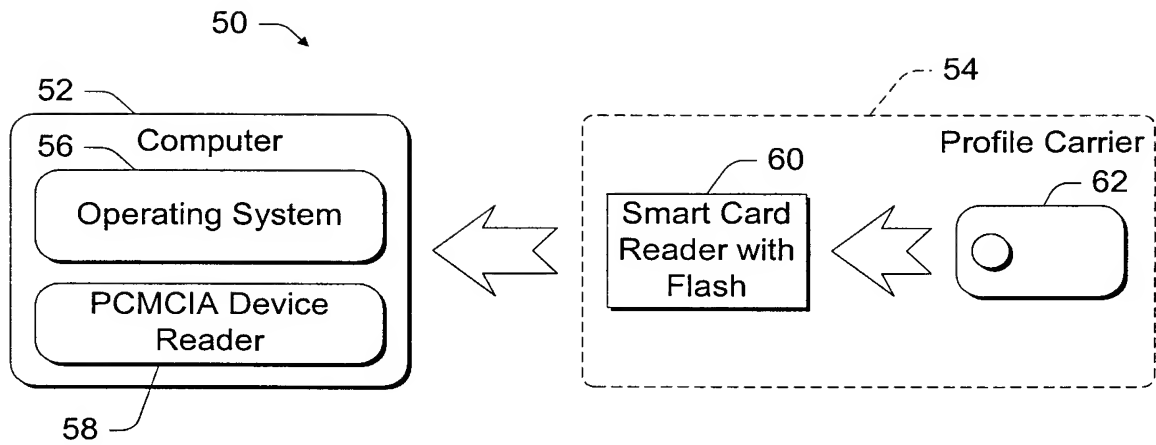 50
52
Computer
56
Operating System
PCMCIA Device
Reader
58
54
Profile Carrier
60
62
Smart Card
Reader with
Flash